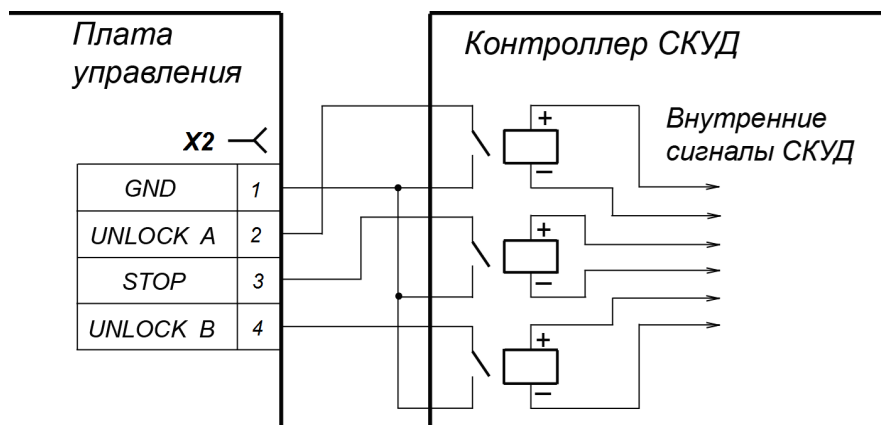 Плата
управления
Контроллер СКУД
X2
GND 1
UNLOCK A 2
STOP 3
UNLOCK B 4
+
−
+
−
+
−
Внутренние
сигналы СКУД